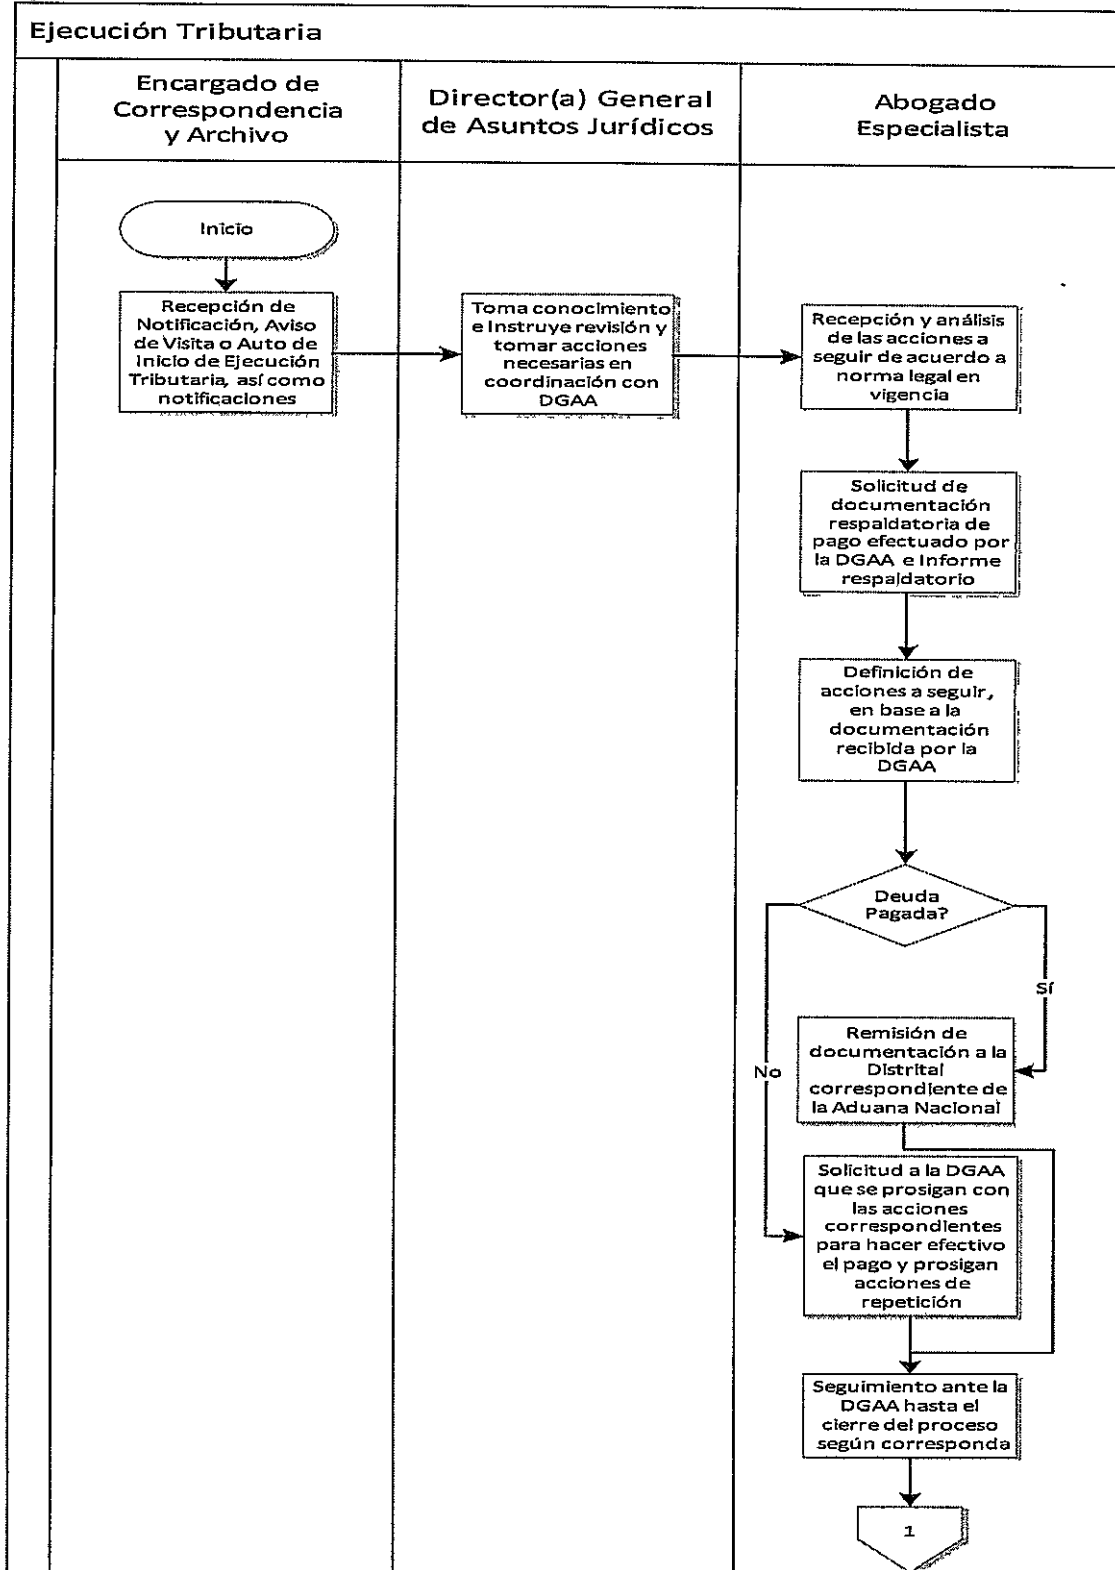 Ejecución Tributaria
Encargado de
Correspondencia
y Archivo
Director(a) General
de Asuntos Jurídicos
Abogado
Especialista
Inicio
Recepción de
Notificación, Aviso
de Visita o Auto de
Inicio de Ejecución
Tributaria, así como
notificaciones
Toma conocimiento
e Instruye revisión y
tomar acciones
necesarias en
coordinación con
DGAA
Recepción y análisis
de las acciones a
seguir de acuerdo a
norma legal en
vigencia
Solicitud de
documentación
respaldatoria de
pago efectuado por
la DGAA e Informe
respaldatorio
Definición de
acciones a seguir,
en base a la
documentación
recibida por la
DGAA
Deuda
Pagada?
Sí
No
Remisión de
documentación a la
Distrital
correspondiente de
la Aduana Nacional
Solicitud a la DGAA
que se prosigan con
las acciones
correspondientes
para hacer efectivo
el pago y prosigan
acciones de
repetición
Seguimiento ante la
DGAA hasta el
cierre del proceso
según corresponda
1